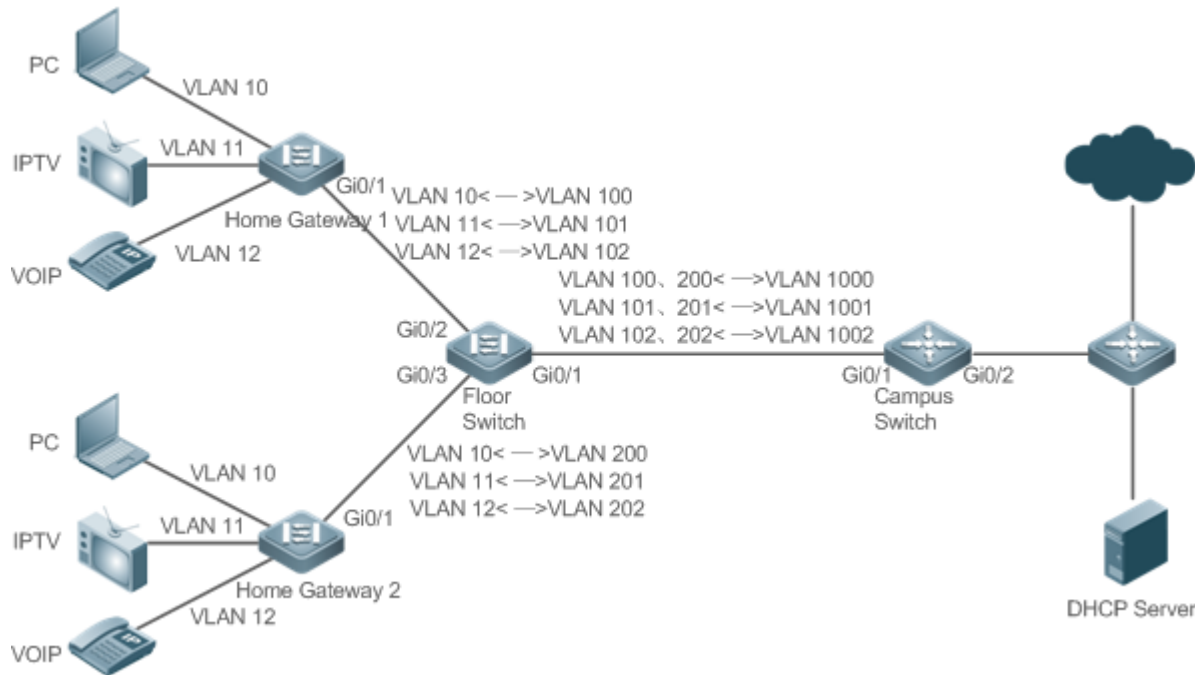 PC
VLAN 10
IPTV
VLAN 11
Gi0/1
Home Gateway 1
VOIP
VLAN 12
VLAN 10< — >VLAN 100
VLAN 11< —>VLAN 101
VLAN 12< —>VLAN 102
VLAN 100、200< —>VLAN 1000
VLAN 101、201< —>VLAN 1001
VLAN 102、202< —>VLAN 1002
Gi0/2
Gi0/3
Gi0/1
Floor
Switch
Gi0/1
Gi0/2
Campus
Switch
PC
VLAN 10
IPTV
VLAN 11
Gi0/1
Home Gateway 2
VOIP
VLAN 12
VLAN 10< — >VLAN 200
VLAN 11< —>VLAN 201
VLAN 12< —>VLAN 202
DHCP Server
IP
IP